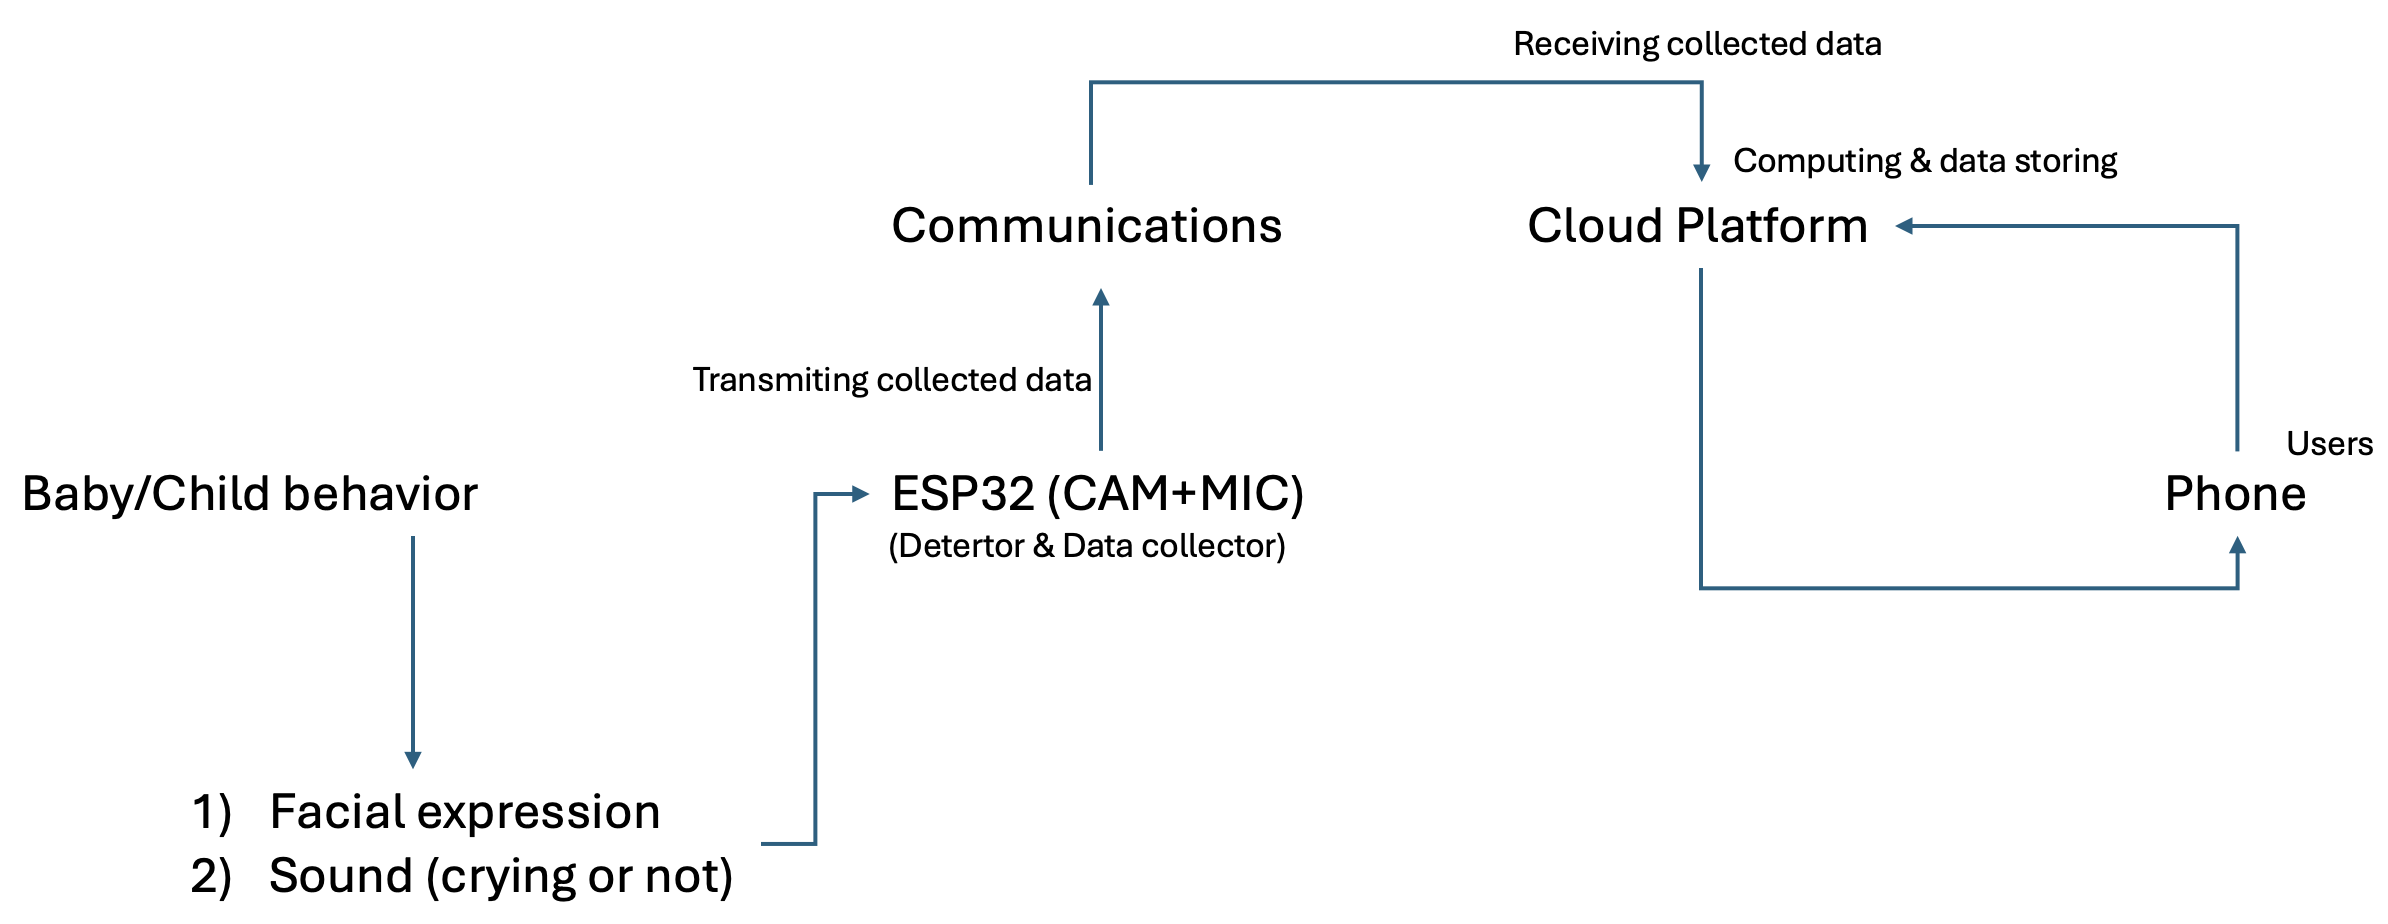 Receiving collected data
Computing & data storing
Communications
Cloud Platform
Transmiting collected data
Users
Baby/Child behavior
ESP32 (CAM+MIC)
Phone
(Detertor & Data collector)
1) Facial expression
2) Sound (crying or not)